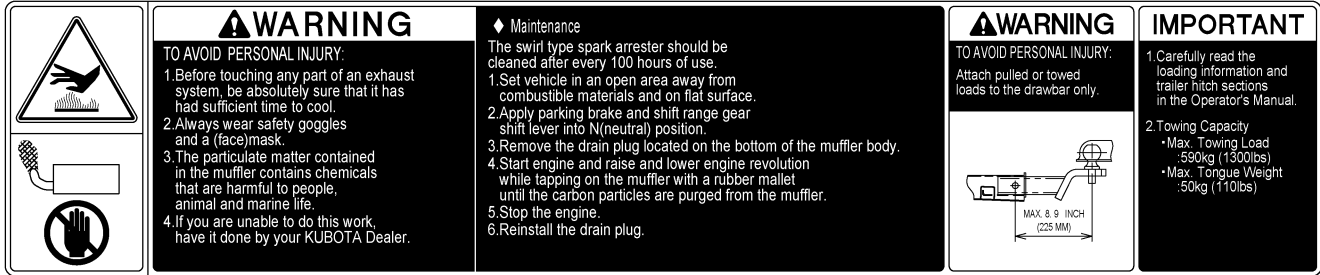 WARNING
TO AVOID PERSONAL INJURY:
1.Before touching any part of an exhaust
system, be absolutely sure that it has
had sufficient time to cool.
2.Always wear safety goggles
and a (face)mask.
3.The particulate matter contained
in the muffler contains chemicals
that are harmful to people,
animal and marine life.
4.If you are unable to do this work,
have it done by your KUBOTA Dealer.
♦ Maintenance
The swirl type spark arrester should be
cleaned after every 100 hours of use.
1.Set vehicle in an open area away from
combustible materials and on flat surface.
2.Apply parking brake and shift range gear
shift lever into N(neutral) position.
3.Remove the drain plug located on the bottom of the muffler body.
4.Start engine and raise and lower engine revolution
while tapping on the muffler with a rubber mallet
until the carbon particles are purged from the muffler.
5.Stop the engine.
6.Reinstall the drain plug.
WARNING
TO AVOID PERSONAL INJURY:
Attach pulled or towed
loads to the drawbar only.
MAX. 8. 9 INCH
(225 MM)
IMPORTANT
1.Carefully read the
loading information and
trailer hitch sections
in the Operator's Manual.
2.Towing Capacity
•Max. Towing Load
:590kg (1300lbs)
•Max. Tongue Weight
:50kg (110lbs)